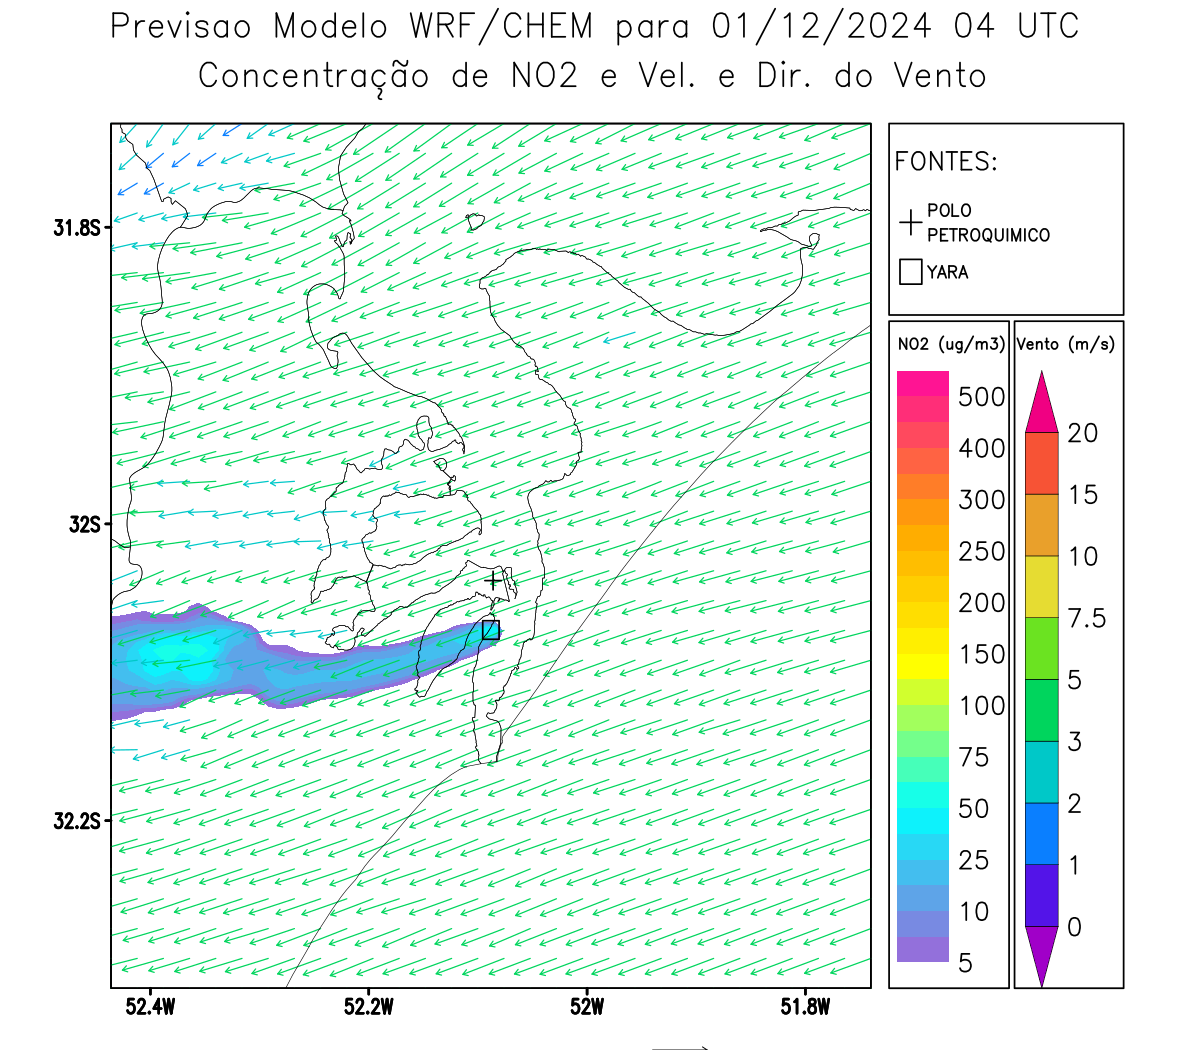 Previsao Modelo WRF/CHEM para 01/12/2024 04 UTC
Concentração de NO2 e Vel. e Dir. do Vento
FONTES:
POLO
PETROQUIMICO
YARA
NO2 (ug/m3)
500
400
300
250
200
150
100
75
50
25
10
5
Vento (m/s)
20
15
10
7.5
5
3
2
1
0
31.8S
32S
32.2S
52.4W
52.2W
52W
51.8W